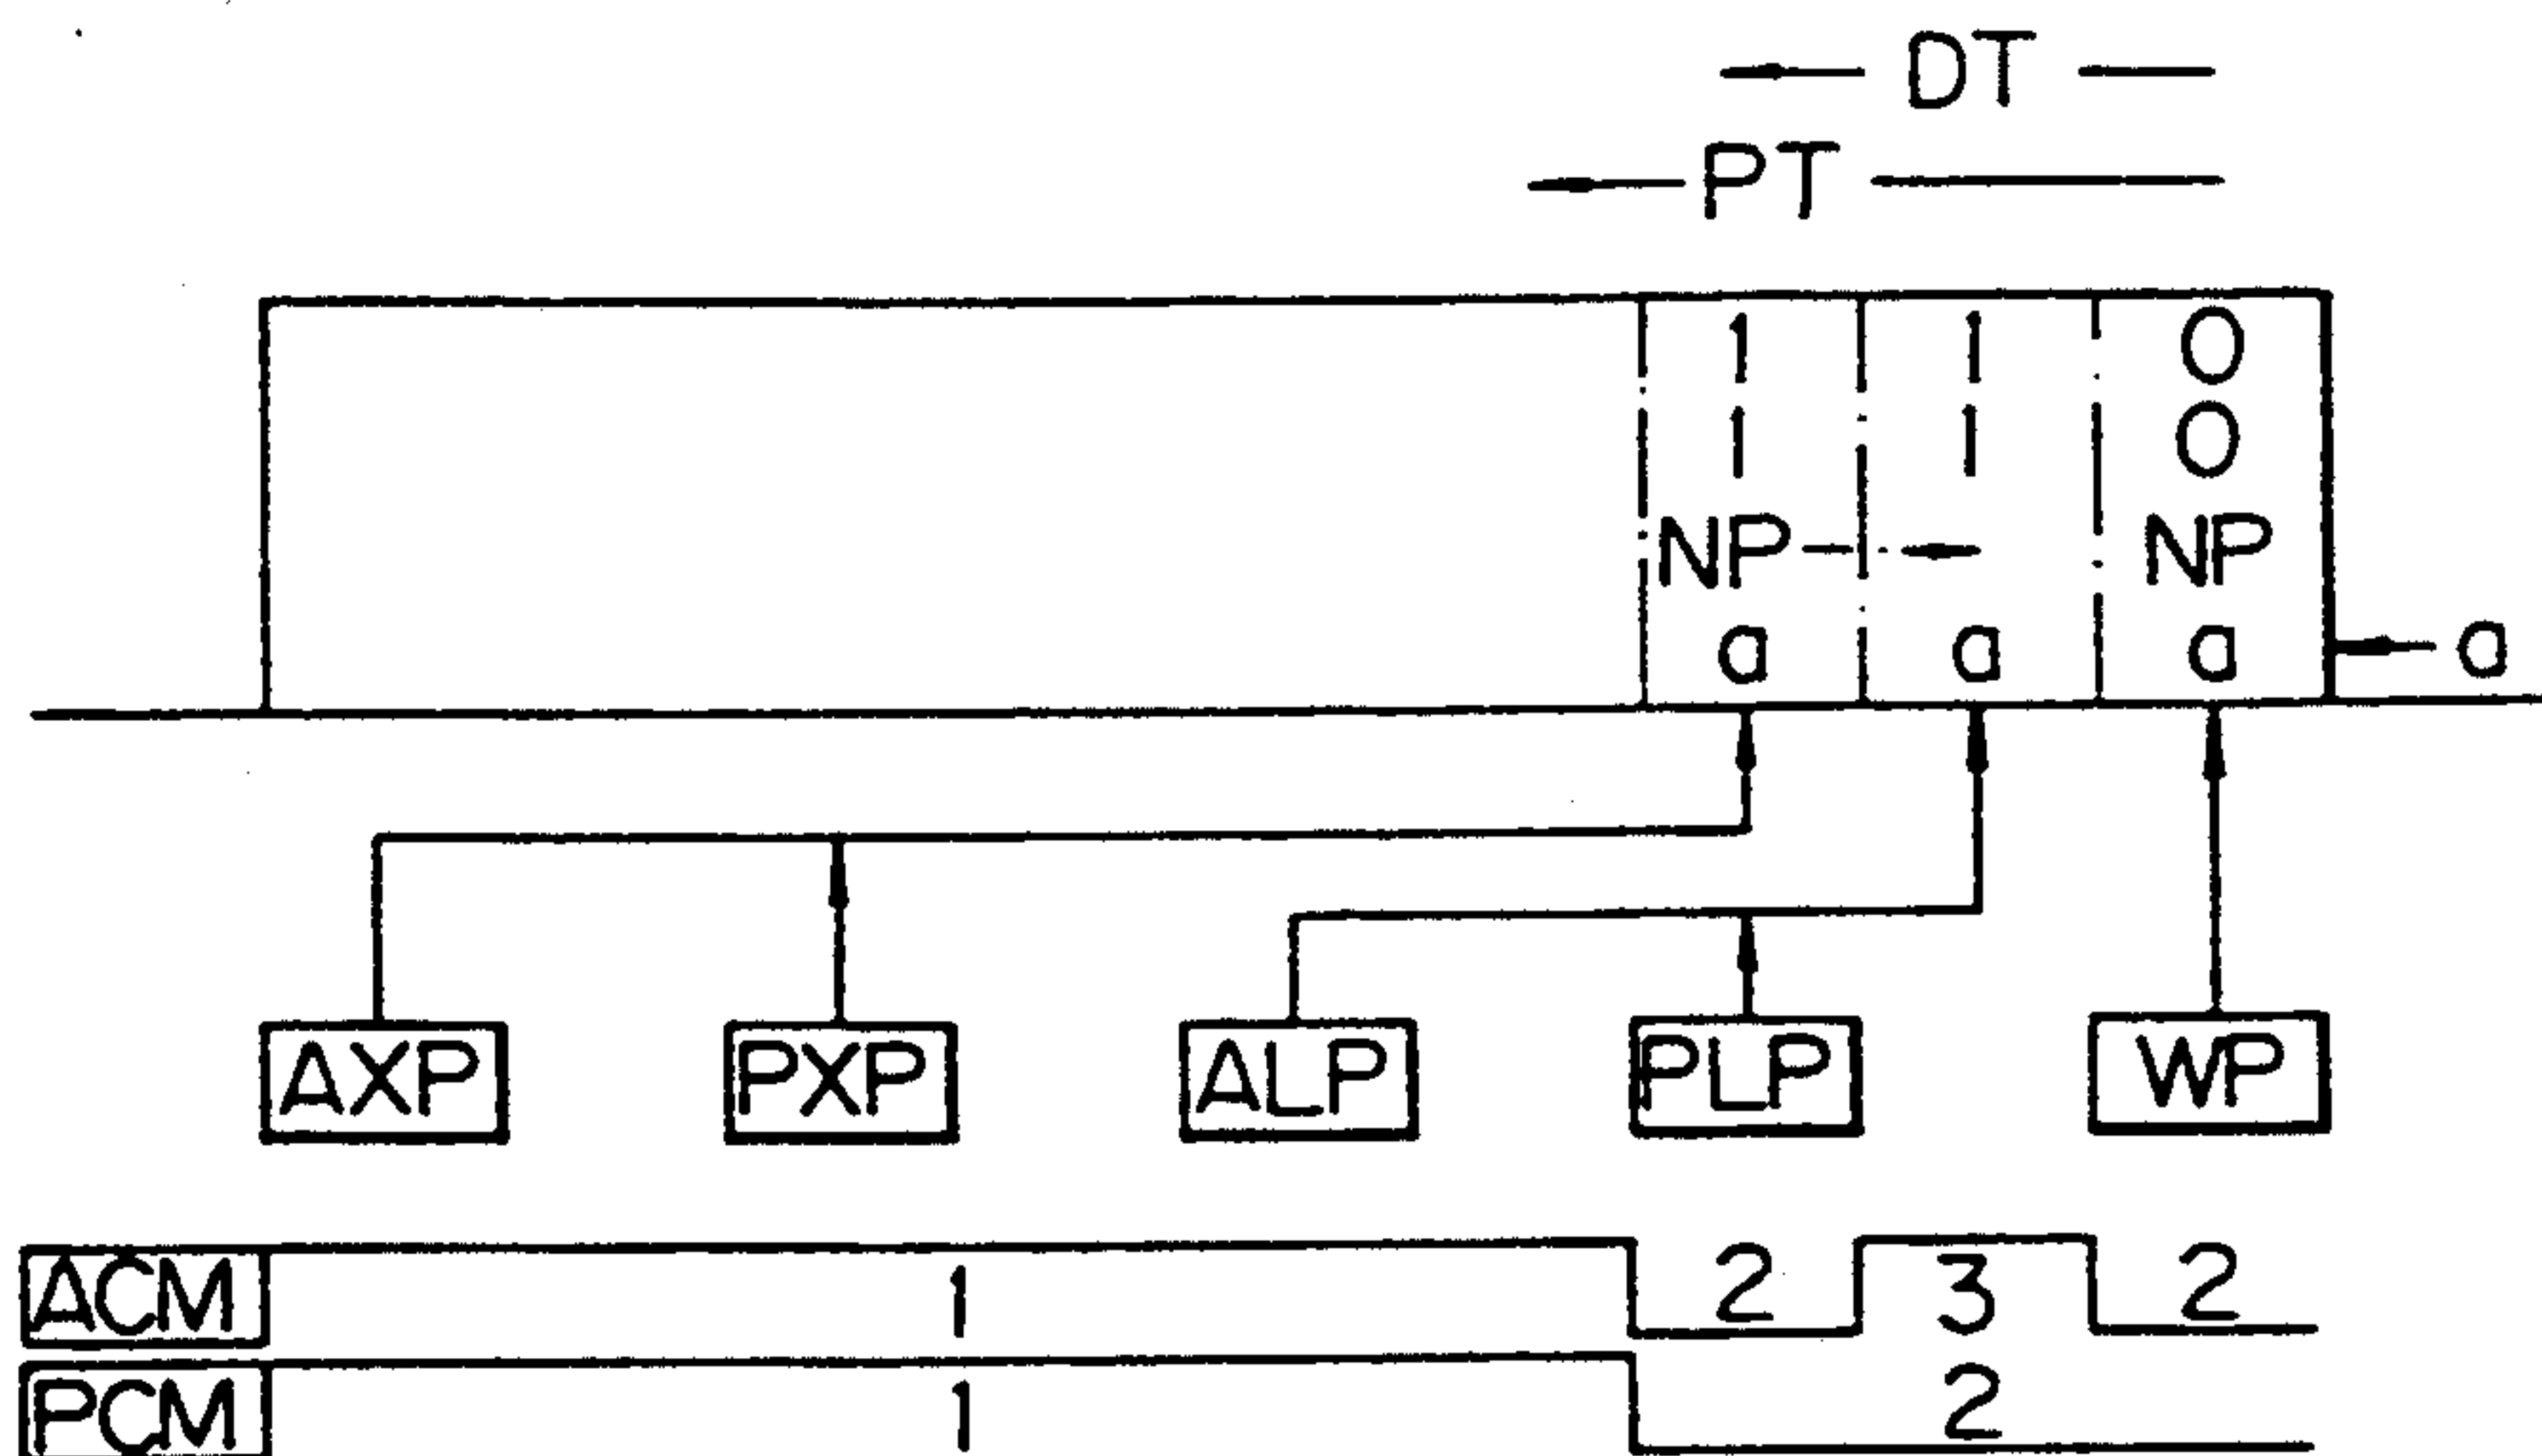 DT
PT
1 1 0
1 1 0
NP NP
a a a a
AXP PXP ALP PLP WP
ACM 1 2 3 2
PCM 1 2